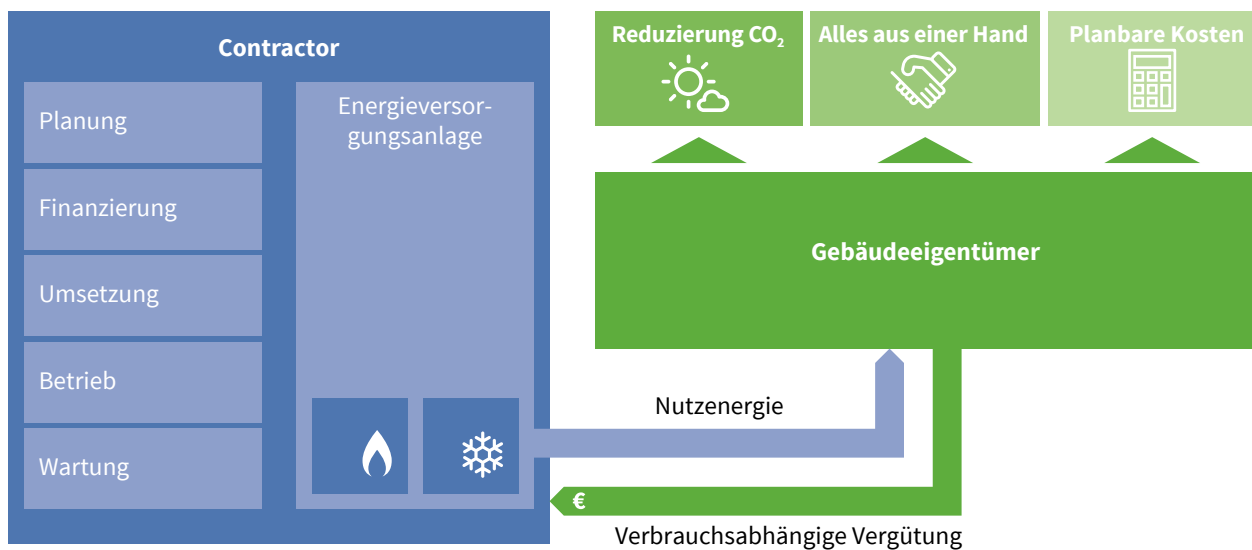 Contractor
Planung
Finanzierung
Umsetzung
Betrieb
Wartung
Energieversor-
gungsanlage
Reduzierung CO₂
Alles aus einer Hand
Planbare Kosten
Gebäudeeigentümer
Nutzenergie
€
Verbrauchsabhängige Vergütung